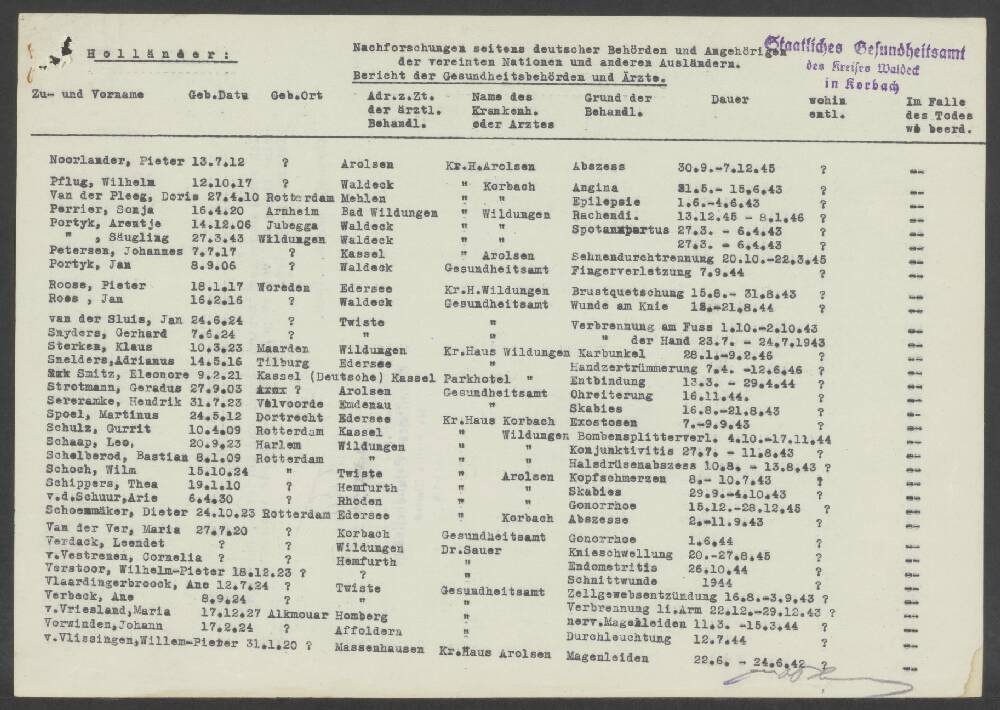 Holländer:
Nachforschungen seitens deutscher Behörden und Angehörigen
der vereinten Nationen und anderen Ausländern.
Bericht der Gesundheitsbehörden und Ärzte.
Staatliches Gesundheitsamt
des Kreises Waldeck
in Korbach
Zu- und Vorname Geb.Datu Geb.Ort Adr.z.Zt. der ärztl. Behandl. Name des Krankenh. oder Arztes Grund der Behandl. Dauer wohin entl. Im Falle des Todes wo beerd.
Noorlander, Pieter 13.7.12 ? Arolsen Kr.H.Arolsen Abszess 30.9.-7.12.45 ? --
Pflug, Wilhelm 12.10.17 ? Waldeck " Korbach Angina 31.5.- 15.6.43 ? --
Van der Pleeg, Doris 27.4.10 Rotterdam Mehlen " " Epilepsie 1.6.-4.6.43 ? --
Perrier, Sonja 16.4.20 Arnheim Bad Wildungen " Wildungen Rachendi. 13.12.45 - 8.1.46 ? --
Portyk, Arentje 14.12.06 Jubegga Waldeck " " Spotannpartus 27.3. - 6.4.43 ? --
" , Säugling 27.3.43 Wildungen Waldeck " " 27.3. - 6.4.43 ? --
Petersen, Johannes 7.7.17 ? Kassel " Arolsen Sehnendurchtrennung 20.10.-22.3.45 --
Portyk, Jan 8.9.06 ? Waldeck Gesundheitsamt Fingerverletzung 7.9.44 ? --
Roose, Pieter 18.1.17 Woreden Edersee Kr.H.Wildungen Brustquetschung 15.8.- 31.8.43 ? --
Roes , Jan 16.2.16 ? Waldeck Gesundheitsamt Wunde am Knie 18.-21.8.44 ? --
van der Sluis, Jan 24.6.24 ? Twiste " Verbrennung am Fuss 1.10.-2.10.43 --
Snyders, Gerhard 7.6.24 ? " " " der Hand 23.7. - 24.7.1943 --
Sterken, Klaus 10.3.23 Maarden Wildungen Kr.Haus Wildungen Karbunkel 28.1.-9.2.46 ? --
Snelders,Adrianus 14.5.16 Tilburg Edersee " " Handzertrümmerung 7.4. -12.6.46 ? --
Smitz, Eleonore 9.2.21 Kassel (Deutsche) Kassel Parkhotel " Entbindung 13.3. - 29.4.44 ? --
Strotmann, Geradus 27.9.03 ? Arolsen Gesundheitsamt Ohreiterung 16.11.44. ? --
Sereramke, Hendrik 31.7.23 Valvoorde Emdenau " Skabies 16.8.-21.8.43 ? --
Spoel, Martinus 24.5.12 Dortrecht Edersee Kr.Haus Korbach Exostosen 7.-9.9.43 ? --
Schulz, Gurrit 10.4.09 Rotterdam Kassel " Wildungen Bombensplitterverl. 4.10.-17.11.44 --
Schaap, Leo, 20.9.23 Harlem Wildungen " " Konjunktivitis 27.7. - 11.8.43 ? --
Schelberod, Bastian 8.1.09 Rotterdam " " " Halsdrüsenabszess 10.8. - 13.8.43 ? --
Schoch, Wilm 15.10.24 " Twiste " Arolsen Kopfschmerzen 8.- 10.7.43 ? --
Schippers, Thea 19.1.10 ? Hemfurth " " Skabies 29.9.-4.10.43 ? --
v.d.Schuur,Arie 6.4.30 ? Rhoden " " Gonorrhoe 15.12.-28.12.45 ? --
Schoemmäker, Dieter 24.10.23 Rotterdam Edersee " Korbach Abszesse 2.-11.9.43 ? --
Van der Ver, Maria 27.7.20 ? Korbach Gesundheitsamt Gonorrhoe 1.6.44 ? --
Verdack, Leendet ? ? Wildungen Dr.Sauer Knieschwellung 20.-27.8.45 ? --
v.Vestrenen, Cornelia ? ? Hemfurth " Endometritis 26.10.44 ? --
Verstoor, Wilhelm-Pieter 18.12.23 ? ? " Schnittwunde 1944 ? --
Vlaardingerbroock, Ane 12.7.24 ? Twiste Gesundheitsamt Zellgewebsentzündung 16.8.-3.9.43 ? --
Verbeck, Ane 8.9.24 ? " " Verbrennung li.Arm 22.12.-29.12.43 ? --
v.Vriesland,Maria 17.12.27 Alkmouar Homberg " nerv.Magenleiden 11.3. -15.3.44 ? --
Vorwinden,Johann 17.2.24 ? Affoldern " Durchleuchtung 12.7.44 ? --
v.Vlissingen,Willem-Pieter 31.1.20 ? Massenhausen Kr.Haus Arolsen Magenleiden 22.6. - 24.6.42 ? --